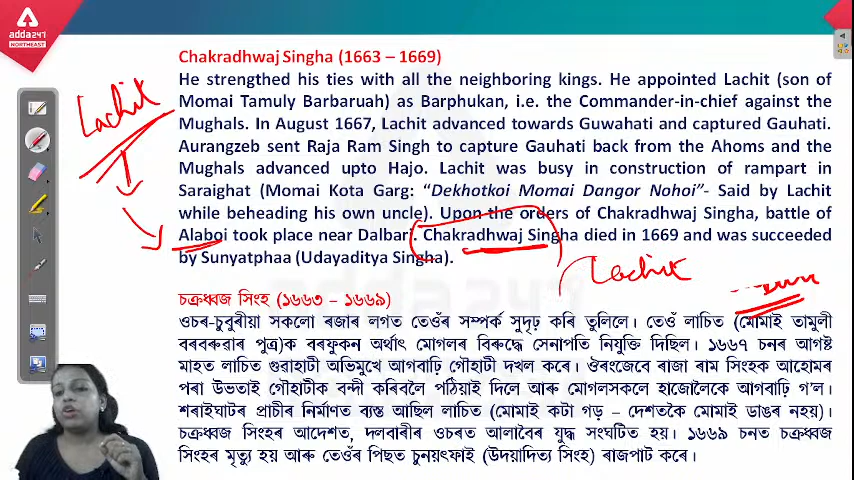 adda247
NORTHEAST
Chakradhwaj Singha (1663 – 1669)
He strengthed his ties with all the neighboring kings. He appointed Lachit (son of
Momai Tamuly Barbaruah) as Barphukan, i.e. the Commander-in-chief against the
Mughals. In August 1667, Lachit advanced towards Guwahati and captured Gauhati.
Aurangzeb sent Raja Ram Singh to capture Gauhati back from the Ahoms and the
Mughals advanced upto Hajo. Lachit was busy in construction of rampart in
Saraighat (Momai Kota Garg: “Dekhotkoi Momai Dangor Nohoi”- Said by Lachit
while beheading his own uncle). Upon the orders of Chakradhwaj Singha, battle of
Alaboi took place near Dalbari. Chakradhwaj Singha died in 1669 and was succeeded
by Sunyatphaa (Udayaditya Singha).
Lachit
Lachit
চক্ৰধ্বজ সিংহ (১৬৬৩ – ১৬৬৯)
ওচৰ-চুবুৰীয়া সকলো ৰজাৰ লগত তেওঁৰ সম্পৰ্ক সুদৃঢ় কৰি তুলিলে। তেওঁ লাচিত (মোমাই তামুলী
বৰবৰুৱাৰ পুত্ৰ)ক বৰফুকন অৰ্থাৎ মোগলৰ বিৰুদ্ধে সেনাপতি নিযুক্তি দিছিল। ১৬৬৭ চনৰ আগষ্ট
মাহত লাচিত গুৱাহাটী অভিমুখে আগবাঢ়ি গৌহাটী দখল কৰে। ঔৰংজেবে ৰাজা ৰাম সিংহক আহোমৰ
পৰা উভতাই গৌহাটীক বন্দী কৰিবলৈ পঠিয়াই দিলে আৰু মোগলসকলে হাজোলৈকে আগবাঢ়ি গ'ল।
শৰাইঘাটৰ প্ৰাচীৰ নিৰ্মাণত ব্যস্ত আছিল লাচিত (মোমাই কটা গড় – দেশতকৈ মোমাই ডাঙৰ নহয়)।
চক্ৰধ্বজ সিংহৰ আদেশত, দলবাৰীৰ ওচৰত আলাবৈৰ যুদ্ধ সংঘটিত হয়। ১৬৬৯ চনত চক্ৰধ্বজ
সিংহৰ মৃত্যু হয় আৰু তেওঁৰ পিছত চুনয়ৎফাই (উদয়াদিত্য সিংহ) ৰাজপাট কৰে।